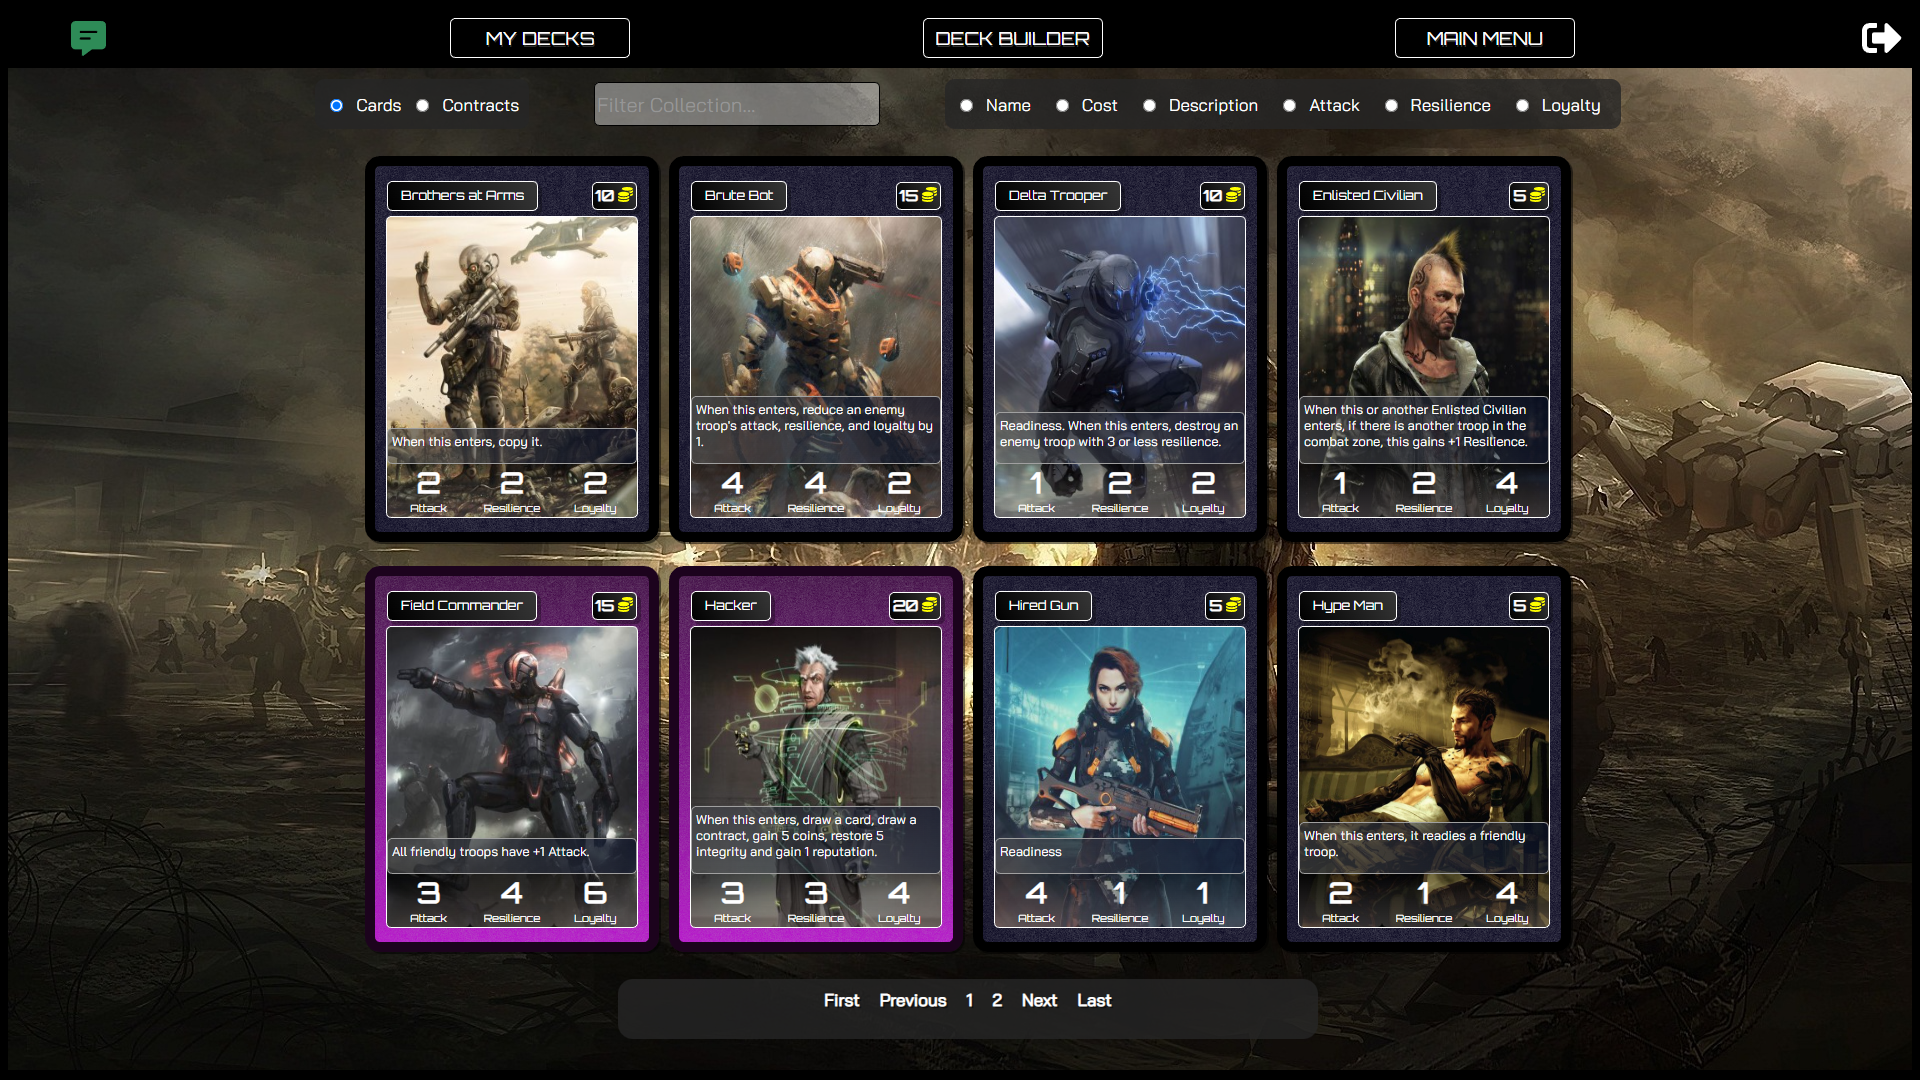 MY DECKS
DECK BUILDER
MAIN MENU
Cards
Contracts
Filter Collection...
Name
Cost
Description
Attack
Resilience
Loyalty
Brothers at Arms
10
When this enters, copy it.
2 2 2
Attack Resilience Loyalty
Brute Bot
15
When this enters, reduce an enemy
troop's attack, resilience, and loyalty by
1.
4 4 2
Attack Resilience Loyalty
Delta Trooper
10
Readiness. When this enters, destroy an
enemy troop with 3 or less resilience.
1 2 2
Attack Resilience Loyalty
Enlisted Civilian
5
When this or another Enlisted Civilian
enters, if there is another troop in the
combat zone, this gains +1 Resilience.
1 2 4
Attack Resilience Loyalty
Field Commander
15
All friendly troops have +1 Attack.
3 4 6
Attack Resilience Loyalty
Hacker
20
When this enters, draw a card, draw a
contract, gain 5 coins, restore 5
integrity and gain 1 reputation.
3 3 4
Attack Resilience Loyalty
Hired Gun
5
Readiness
4 1 1
Attack Resilience Loyalty
Hype Man
5
When this enters, it readies a friendly
troop.
2 1 4
Attack Resilience Loyalty
First Previous 1 2 Next Last